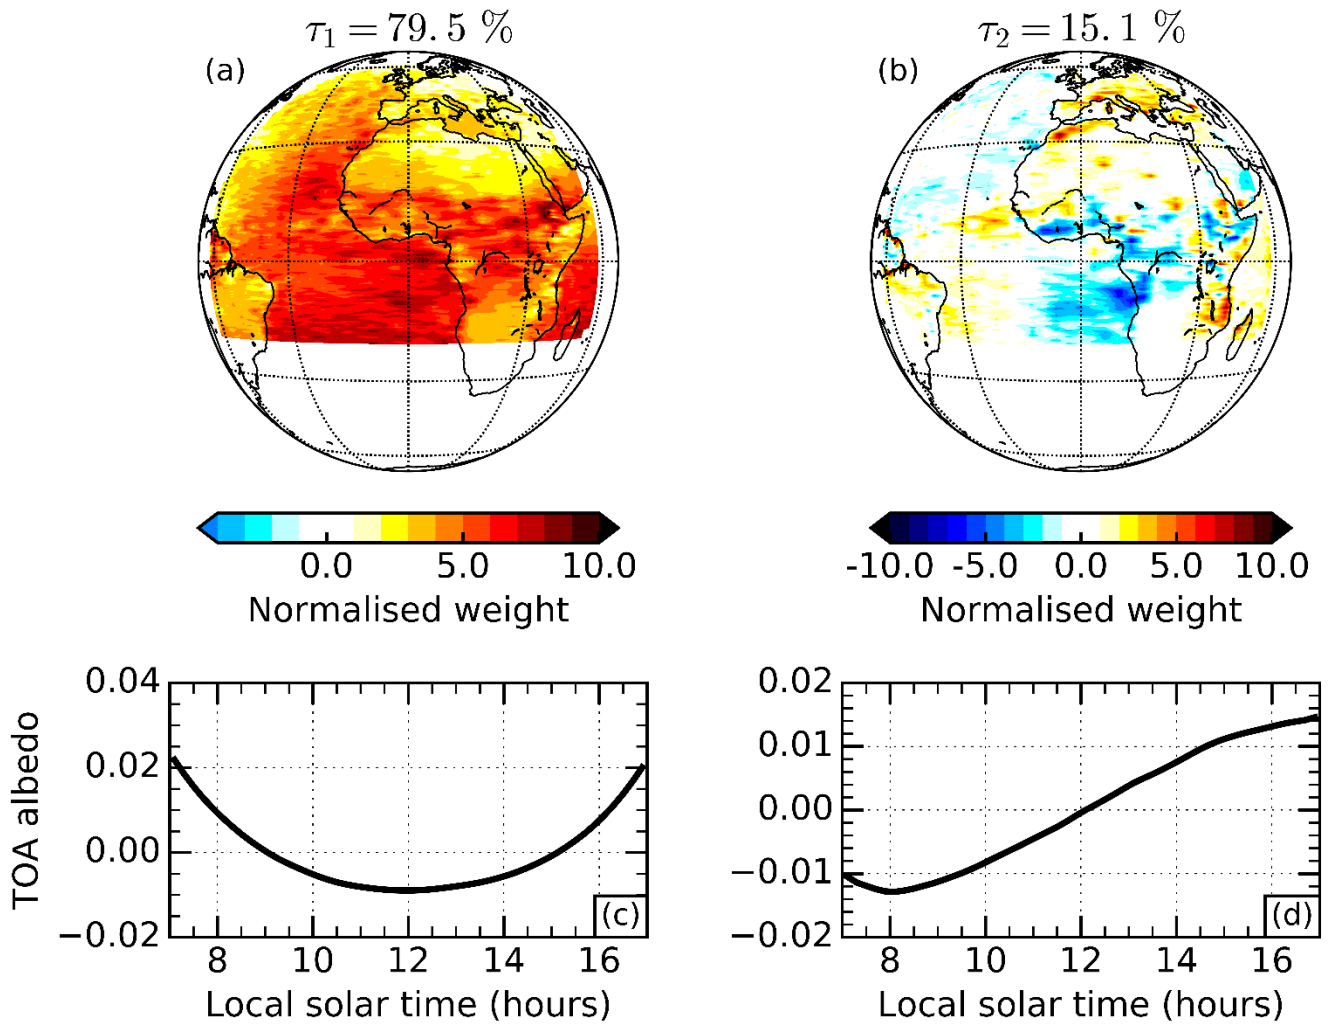 τ₁ = 79.5 %
τ₂ = 15.1 %
(a)
(b)
0.0 5.0 10.0
Normalised weight
-10.0 -5.0 0.0 5.0 10.0
Normalised weight
0.04
0.02
0.00
−0.02
TOA albedo
(c)
8 10 12 14 16
Local solar time (hours)
0.02
0.01
0.00
−0.01
−0.02
(d)
8 10 12 14 16
Local solar time (hours)